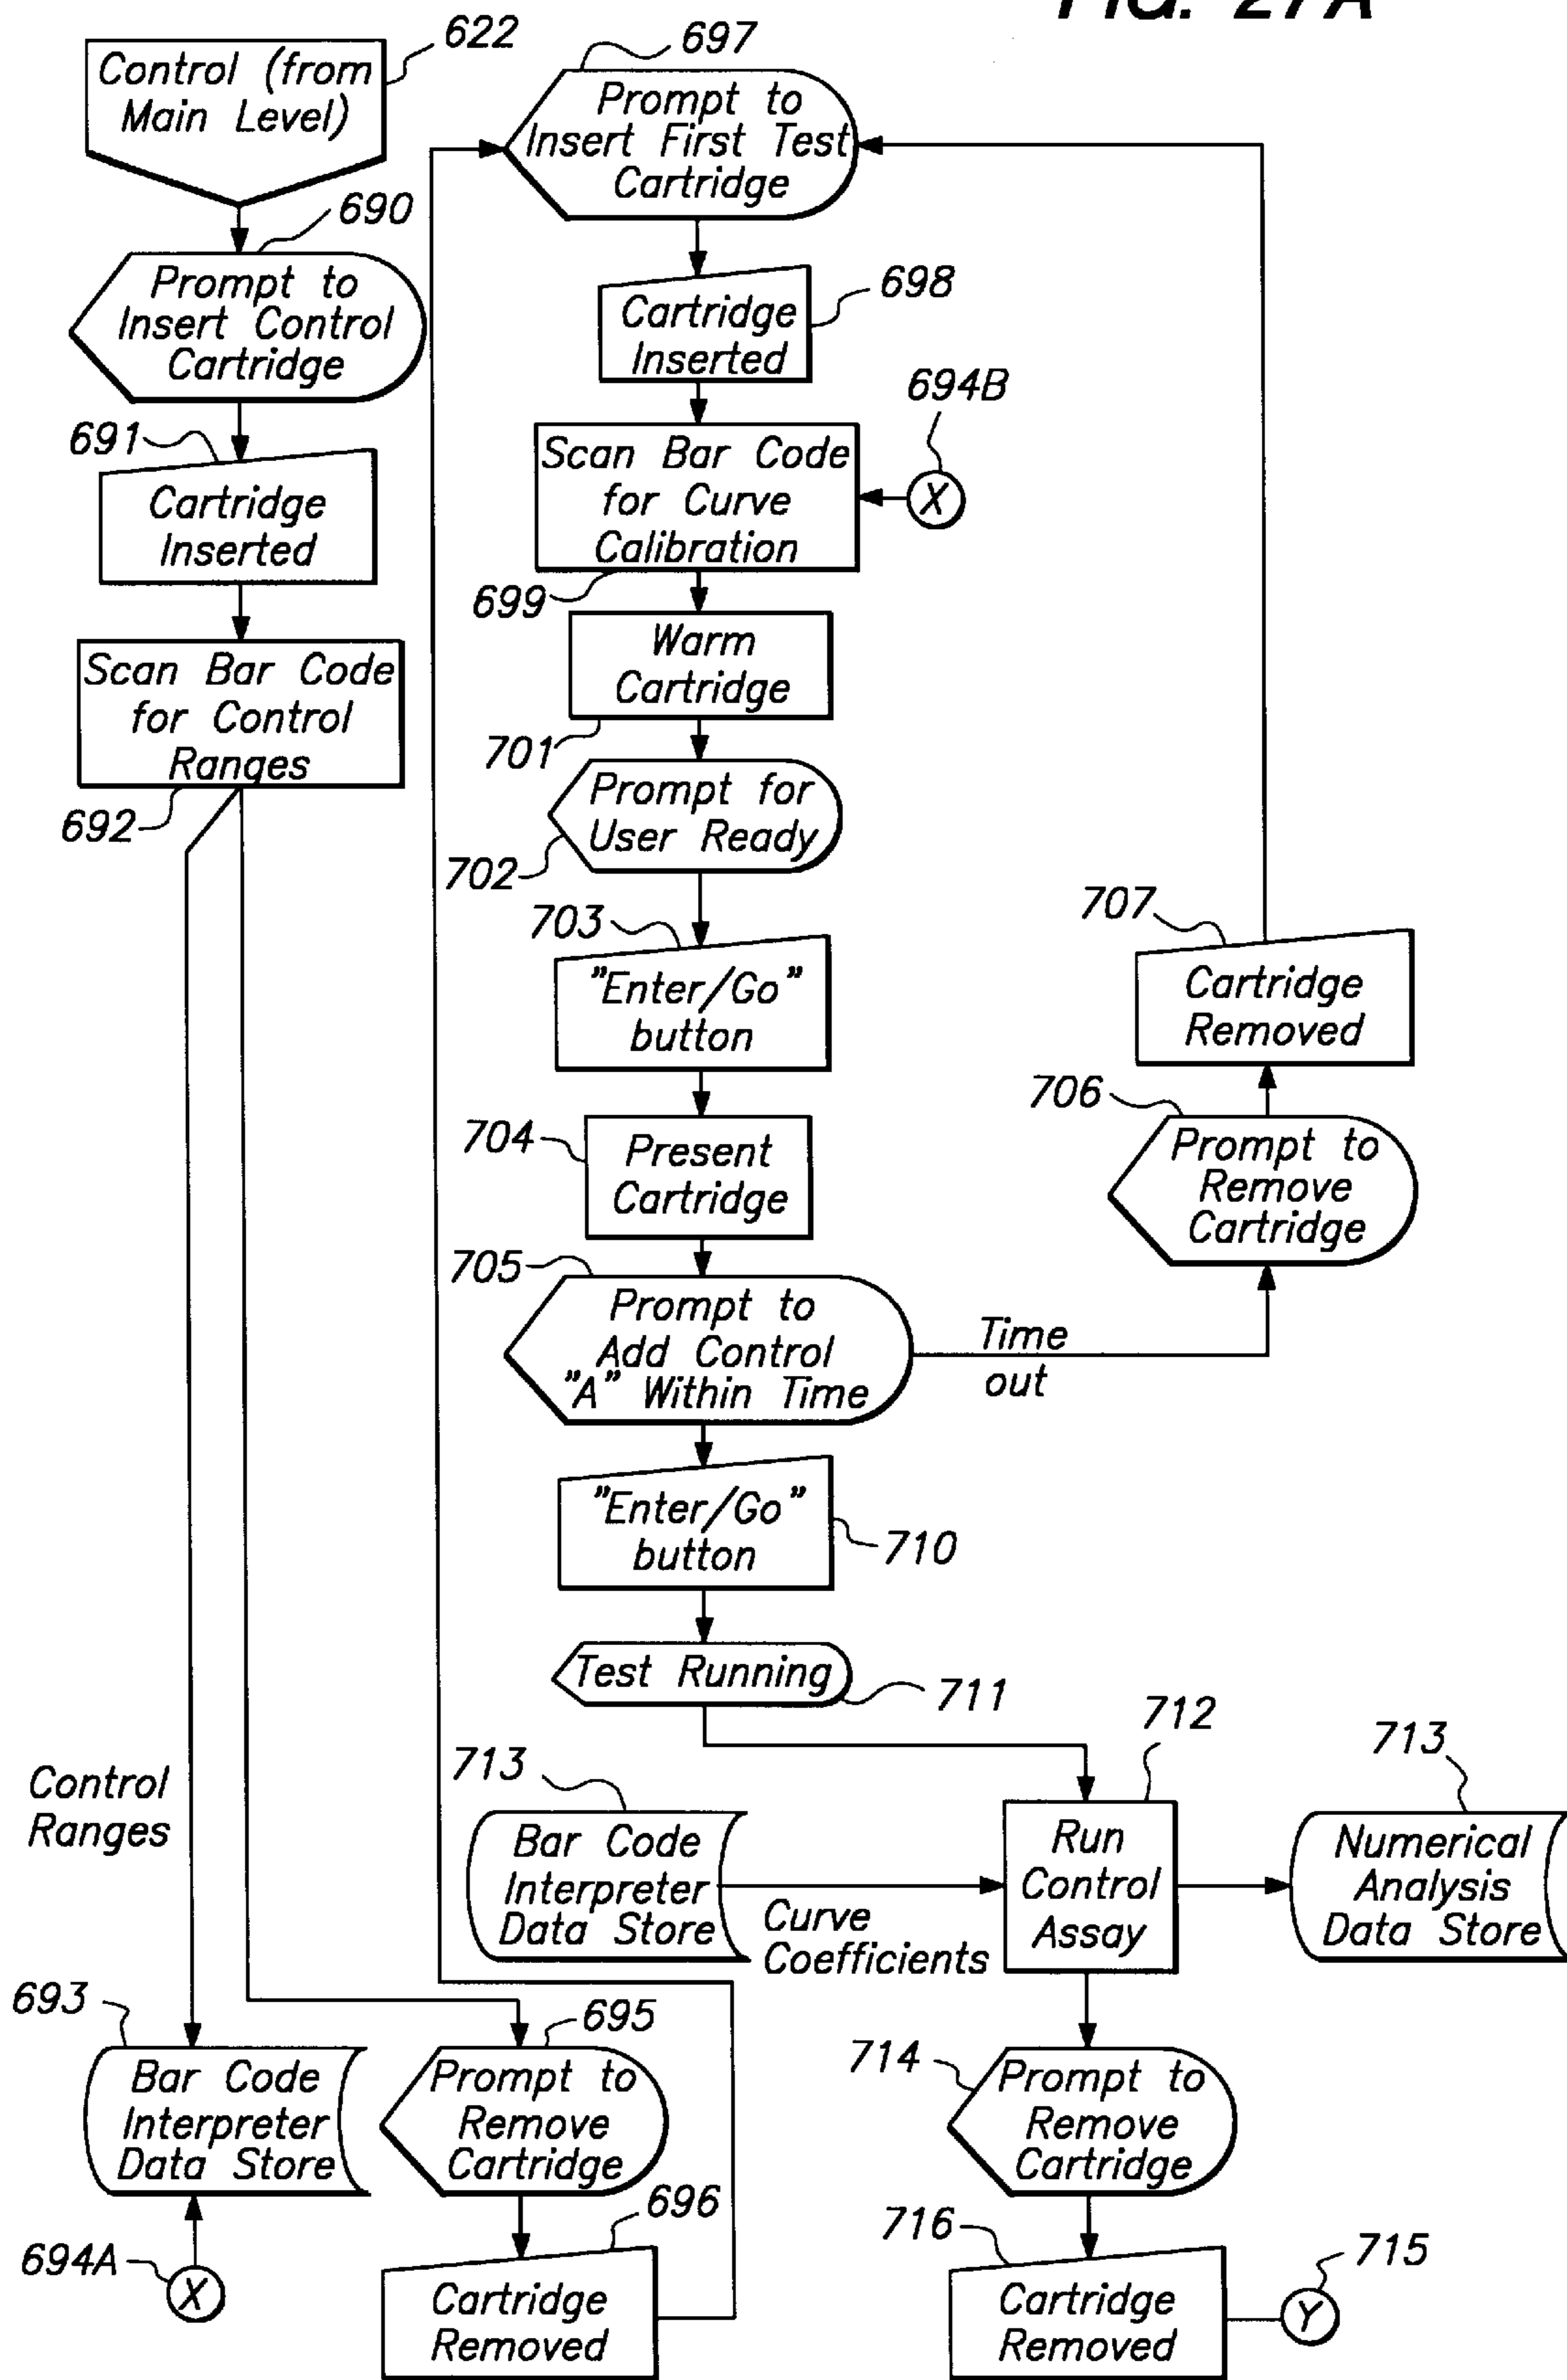 FIG. 27A
622
Control (from
Main Level)
690
Prompt to
Insert Control
Cartridge
691
Cartridge
Inserted
Scan Bar Code
for Control
Ranges
692
Control
Ranges
693
Bar Code
Interpreter
Data Store
694A
X
695
Prompt to
Remove
Cartridge
696
Cartridge
Removed
697
Prompt to
Insert First Test
Cartridge
698
Cartridge
Inserted
694B
X
Scan Bar Code
for Curve
Calibration
699
Warm
Cartridge
701
Prompt for
User Ready
702
703
"Enter/Go"
button
704
Present
Cartridge
705
Prompt to
Add Control
"A" Within Time
Time
out
706
Prompt to
Remove
Cartridge
707
Cartridge
Removed
"Enter/Go"
button
710
Test Running
711
712
Run
Control
Assay
713
Bar Code
Interpreter
Data Store
Curve
Coefficients
713
Numerical
Analysis
Data Store
714
Prompt to
Remove
Cartridge
716
Cartridge
Removed
715
Y